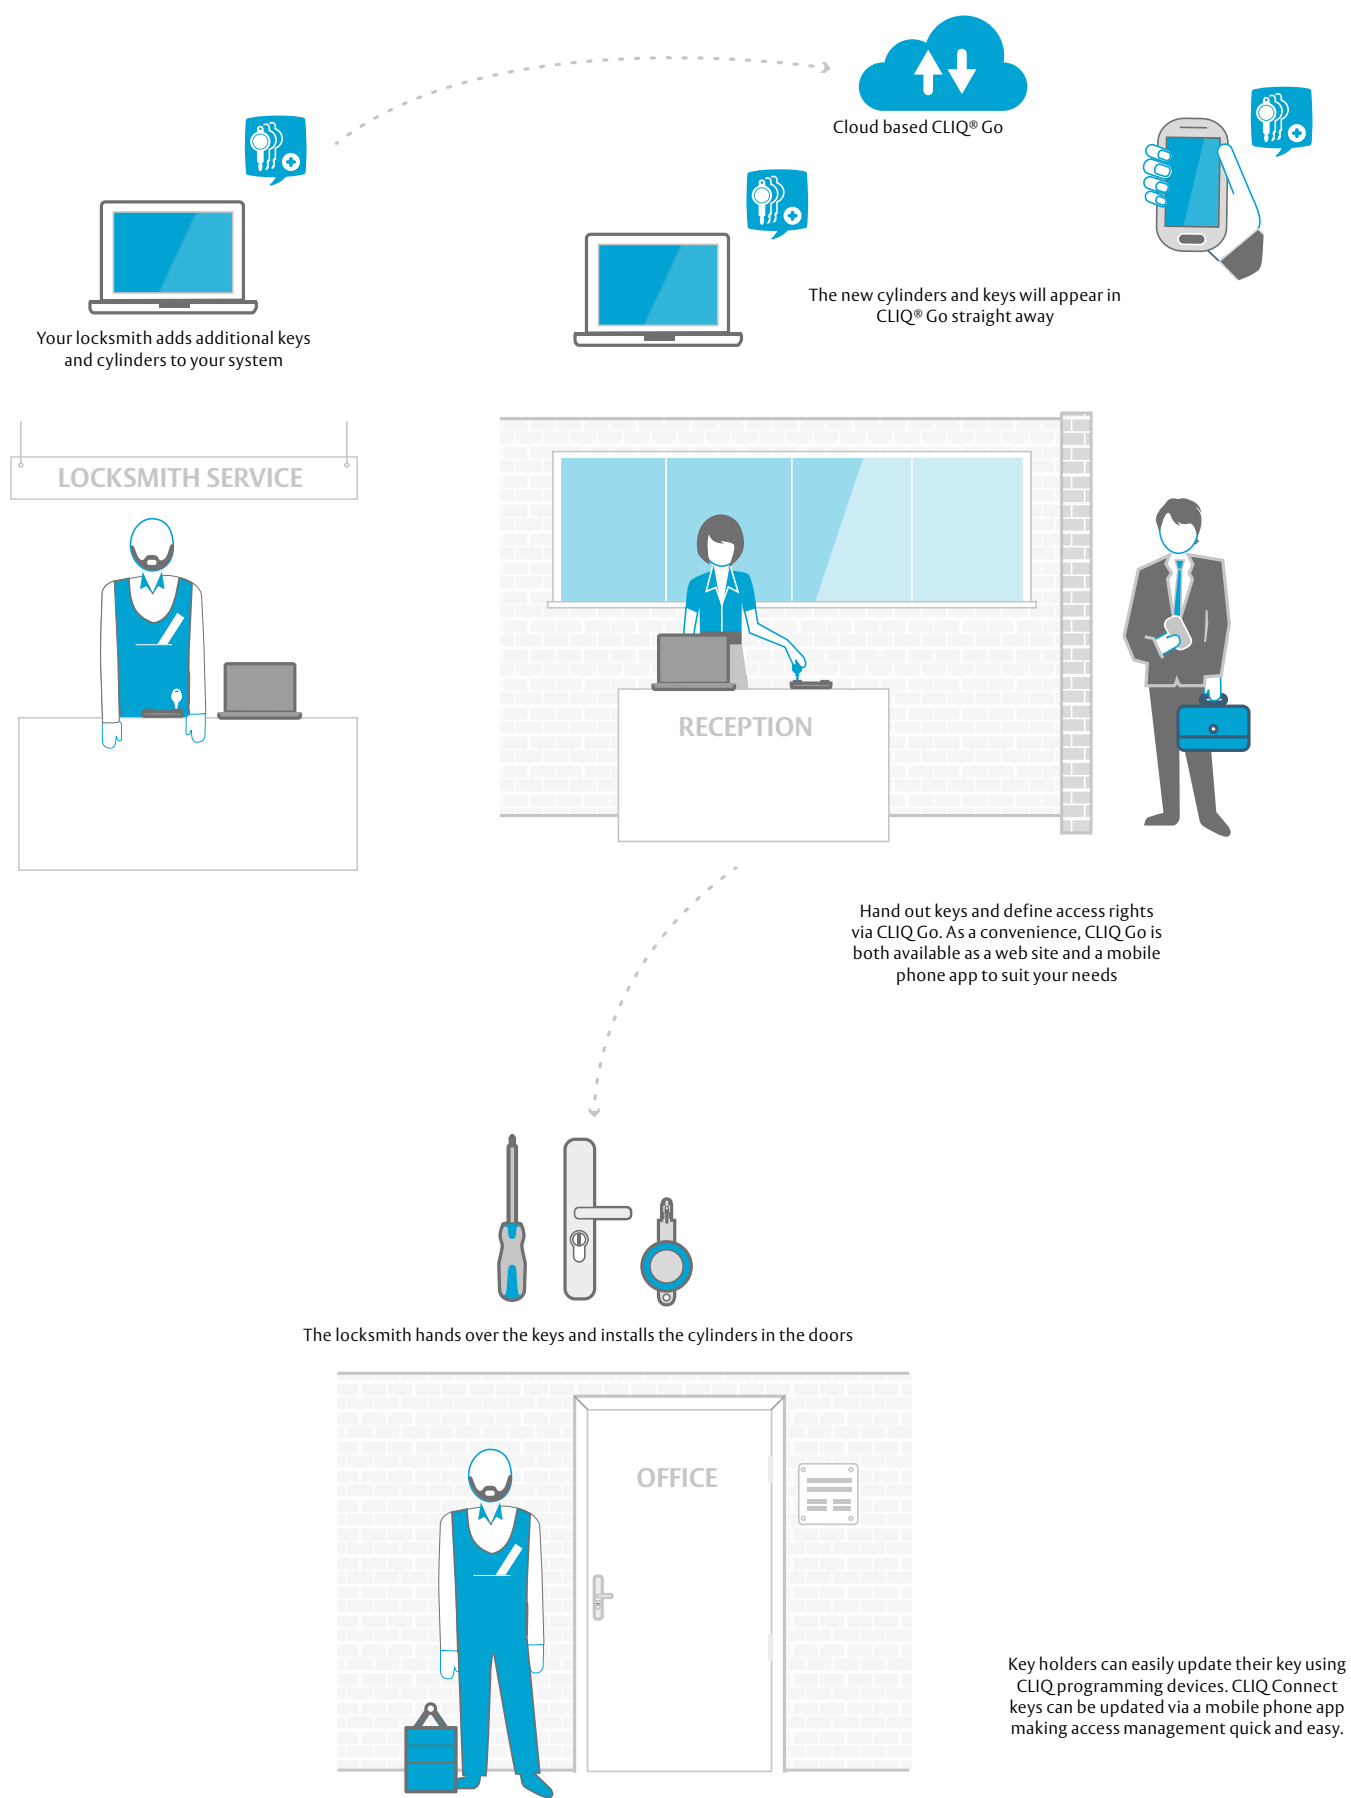 Cloud based CLIQ® Go
The new cylinders and keys will appear in
CLIQ® Go straight away
Your locksmith adds additional keys
and cylinders to your system
LOCKSMITH SERVICE
RECEPTION
Hand out keys and define access rights
via CLIQ Go. As a convenience, CLIQ Go is
both available as a web site and a mobile
phone app to suit your needs
The locksmith hands over the keys and installs the cylinders in the doors
OFFICE
Key holders can easily update their key using
CLIQ programming devices. CLIQ Connect
keys can be updated via a mobile phone app
making access management quick and easy.